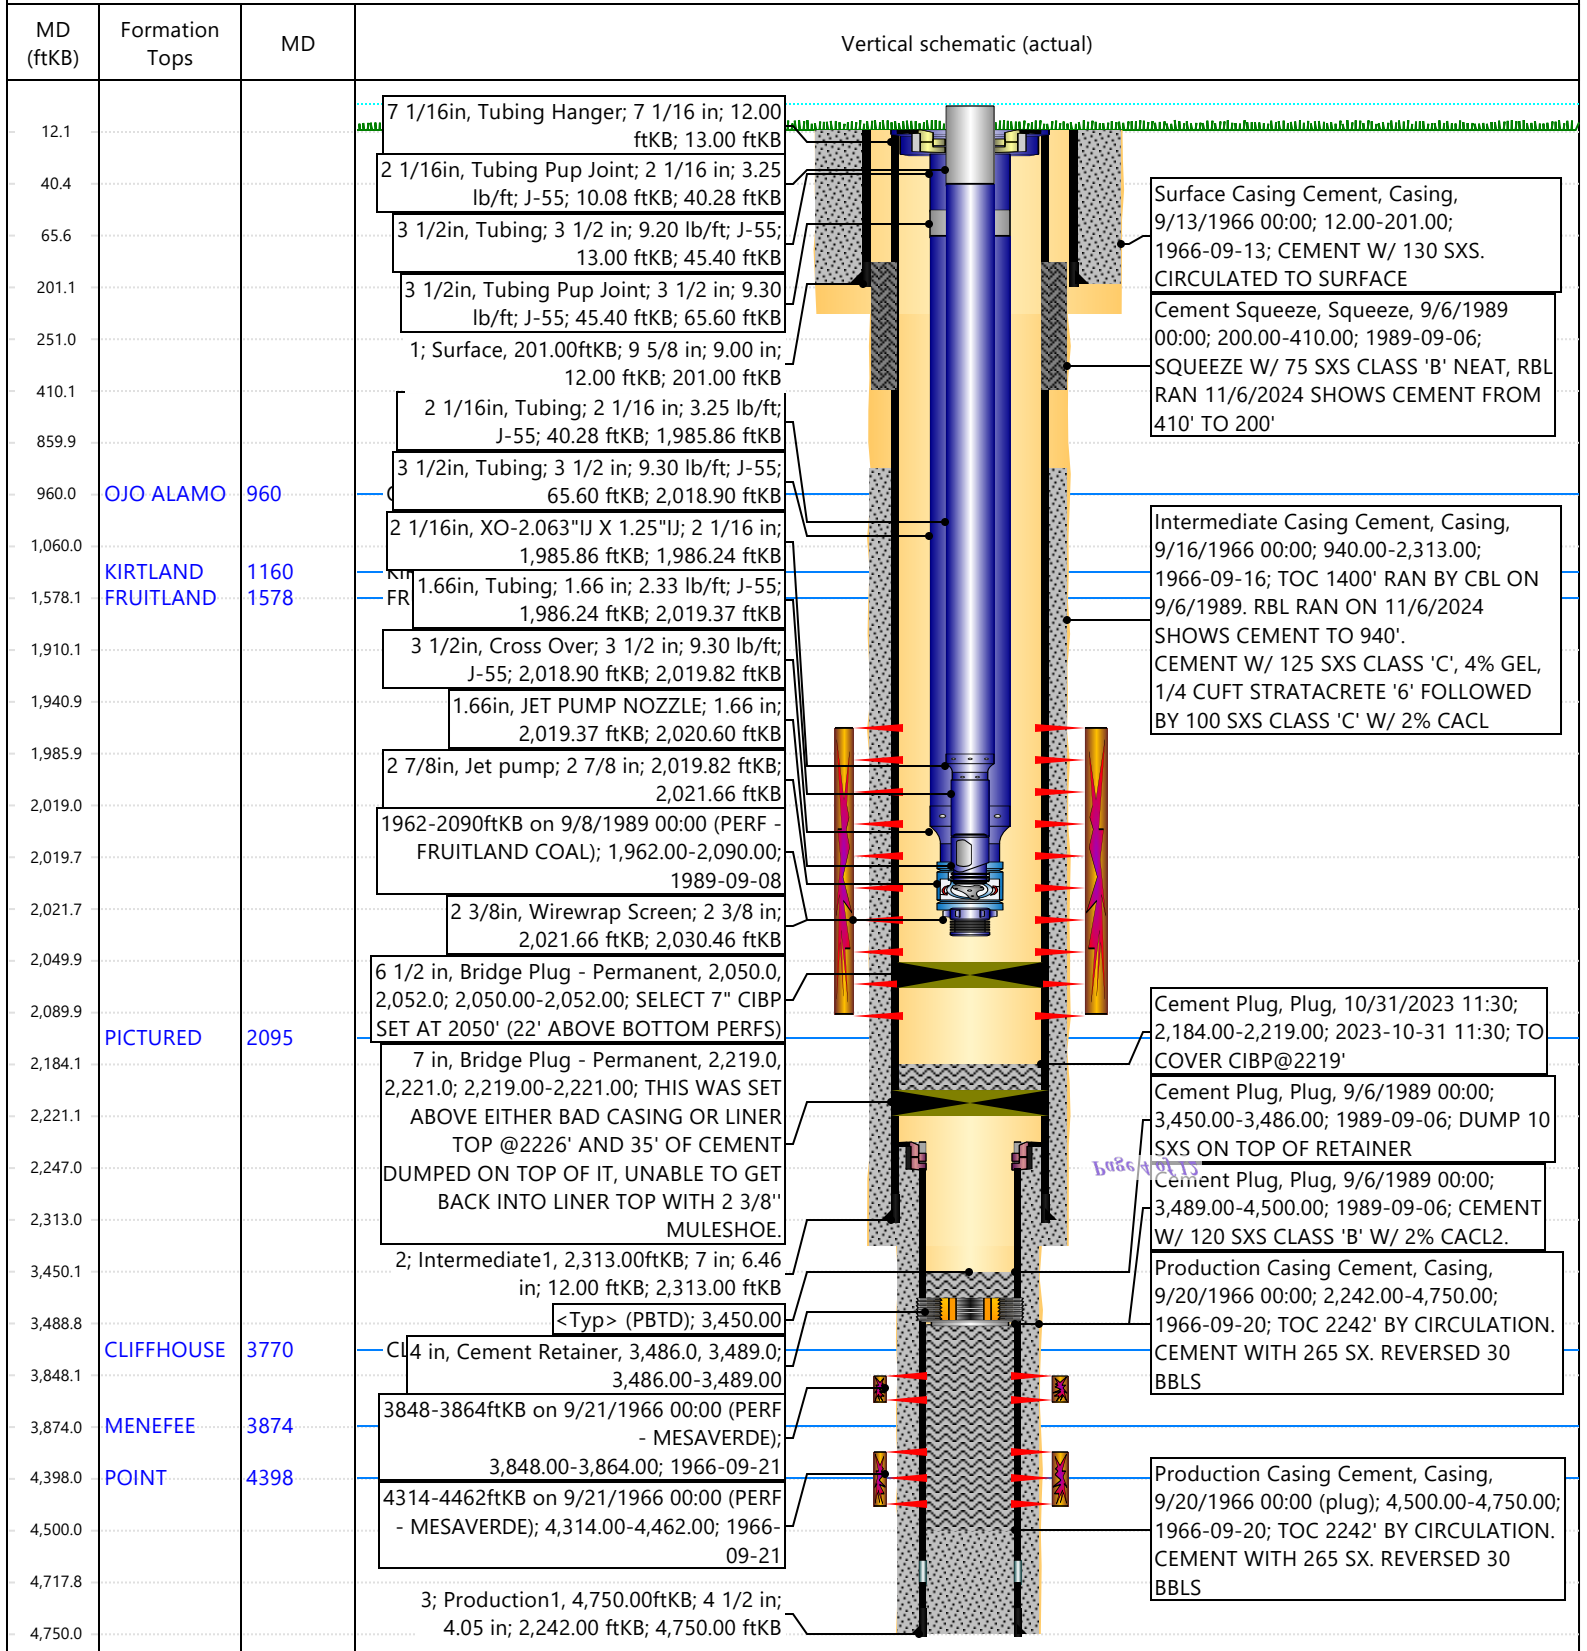 MD
(ftKB)
Formation
Tops
MD
Vertical schematic (actual)
12.1
40.4
65.6
201.1
251.0
410.1
859.9
960.0
1,060.0
1,578.1
1,910.1
1,940.9
1,985.9
2,019.0
2,019.7
2,021.7
2,049.9
2,089.9
2,184.1
2,221.1
2,247.0
2,313.0
3,450.1
3,488.8
3,848.1
3,874.0
4,398.0
4,500.0
4,717.8
4,750.0
OJO ALAMO 960
KIRTLAND 1160
FRUITLAND 1578
PICTURED 2095
CLIFFHOUSE 3770
MENEFEE 3874
POINT 4398
7 1/16in, Tubing Hanger; 7 1/16 in; 12.00
ftKB; 13.00 ftKB
2 1/16in, Tubing Pup Joint; 2 1/16 in; 3.25
lb/ft; J-55; 10.08 ftKB; 40.28 ftKB
3 1/2in, Tubing; 3 1/2 in; 9.20 lb/ft; J-55;
13.00 ftKB; 45.40 ftKB
3 1/2in, Tubing Pup Joint; 3 1/2 in; 9.30
lb/ft; J-55; 45.40 ftKB; 65.60 ftKB
1; Surface, 201.00ftKB; 9 5/8 in; 9.00 in;
12.00 ftKB; 201.00 ftKB
2 1/16in, Tubing; 2 1/16 in; 3.25 lb/ft;
J-55; 40.28 ftKB; 1,985.86 ftKB
3 1/2in, Tubing; 3 1/2 in; 9.30 lb/ft; J-55;
65.60 ftKB; 2,018.90 ftKB
2 1/16in, XO-2.063"IJ X 1.25"IJ; 2 1/16 in;
1,985.86 ftKB; 1,986.24 ftKB
FR
1.66in, Tubing; 1.66 in; 2.33 lb/ft; J-55;
1,986.24 ftKB; 2,019.37 ftKB
3 1/2in, Cross Over; 3 1/2 in; 9.30 lb/ft;
J-55; 2,018.90 ftKB; 2,019.82 ftKB
1.66in, JET PUMP NOZZLE; 1.66 in;
2,019.37 ftKB; 2,020.60 ftKB
2 7/8in, Jet pump; 2 7/8 in; 2,019.82 ftKB;
2,021.66 ftKB
1962-2090ftKB on 9/8/1989 00:00 (PERF -
FRUITLAND COAL); 1,962.00-2,090.00;
1989-09-08
2 3/8in, Wirewrap Screen; 2 3/8 in;
2,021.66 ftKB; 2,030.46 ftKB
6 1/2 in, Bridge Plug - Permanent, 2,050.0,
2,052.0; 2,050.00-2,052.00; SELECT 7" CIBP
SET AT 2050' (22' ABOVE BOTTOM PERFS)
7 in, Bridge Plug - Permanent, 2,219.0,
2,221.0; 2,219.00-2,221.00; THIS WAS SET
ABOVE EITHER BAD CASING OR LINER
TOP @2226' AND 35' OF CEMENT
DUMPED ON TOP OF IT, UNABLE TO GET
BACK INTO LINER TOP WITH 2 3/8''
MULESHOE.
2; Intermediate1, 2,313.00ftKB; 7 in; 6.46
in; 12.00 ftKB; 2,313.00 ftKB
<Typ> (PBTD); 3,450.00
4 in, Cement Retainer, 3,486.0, 3,489.0;
3,486.00-3,489.00
3848-3864ftKB on 9/21/1966 00:00 (PERF
- MESAVERDE);
3,848.00-3,864.00; 1966-09-21
4314-4462ftKB on 9/21/1966 00:00 (PERF
- MESAVERDE); 4,314.00-4,462.00; 1966-
09-21
3; Production1, 4,750.00ftKB; 4 1/2 in;
4.05 in; 2,242.00 ftKB; 4,750.00 ftKB
Surface Casing Cement, Casing,
9/13/1966 00:00; 12.00-201.00;
1966-09-13; CEMENT W/ 130 SXS.
CIRCULATED TO SURFACE
Cement Squeeze, Squeeze, 9/6/1989
00:00; 200.00-410.00; 1989-09-06;
SQUEEZE W/ 75 SXS CLASS 'B' NEAT, RBL
RAN 11/6/2024 SHOWS CEMENT FROM
410' TO 200'
Intermediate Casing Cement, Casing,
9/16/1966 00:00; 940.00-2,313.00;
1966-09-16; TOC 1400' RAN BY CBL ON
9/6/1989. RBL RAN ON 11/6/2024
SHOWS CEMENT TO 940'.
CEMENT W/ 125 SXS CLASS 'C', 4% GEL,
1/4 CUFT STRATACRETE '6' FOLLOWED
BY 100 SXS CLASS 'C' W/ 2% CACL
Cement Plug, Plug, 10/31/2023 11:30;
2,184.00-2,219.00; 2023-10-31 11:30; TO
COVER CIBP@2219'
Cement Plug, Plug, 9/6/1989 00:00;
3,450.00-3,486.00; 1989-09-06; DUMP 10
SXS ON TOP OF RETAINER
Page 4 of 12
Cement Plug, Plug, 9/6/1989 00:00;
3,489.00-4,500.00; 1989-09-06; CEMENT
W/ 120 SXS CLASS 'B' W/ 2% CACL2.
Production Casing Cement, Casing,
9/20/1966 00:00; 2,242.00-4,750.00;
1966-09-20; TOC 2242' BY CIRCULATION.
CEMENT WITH 265 SX. REVERSED 30
BBLS
Production Casing Cement, Casing,
9/20/1966 00:00 (plug); 4,500.00-4,750.00;
1966-09-20; TOC 2242' BY CIRCULATION.
CEMENT WITH 265 SX. REVERSED 30
BBLS